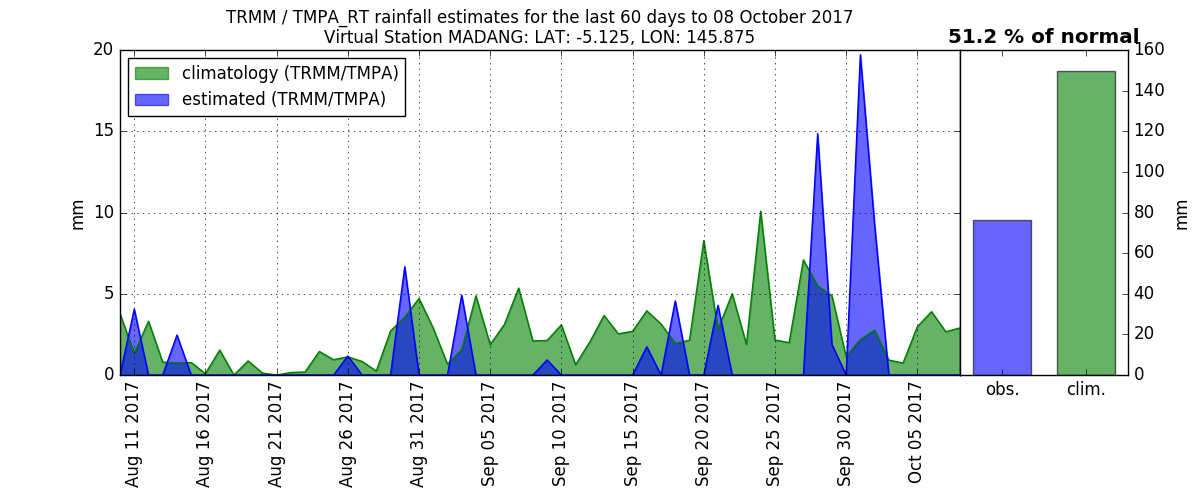 TRMM / TMPA_RT rainfall estimates for the last 60 days to 08 October 2017
Virtual Station MADANG: LAT: -5.125, LON: 145.875
51.2 % of normal
climatology (TRMM/TMPA)
estimated (TRMM/TMPA)
mm
20
15
10
5
0
Aug 11 2017
Aug 16 2017
Aug 21 2017
Aug 26 2017
Aug 31 2017
Sep 05 2017
Sep 10 2017
Sep 15 2017
Sep 20 2017
Sep 25 2017
Sep 30 2017
Oct 05 2017
obs.
clim.
160
140
120
100
80
60
40
20
0
mm